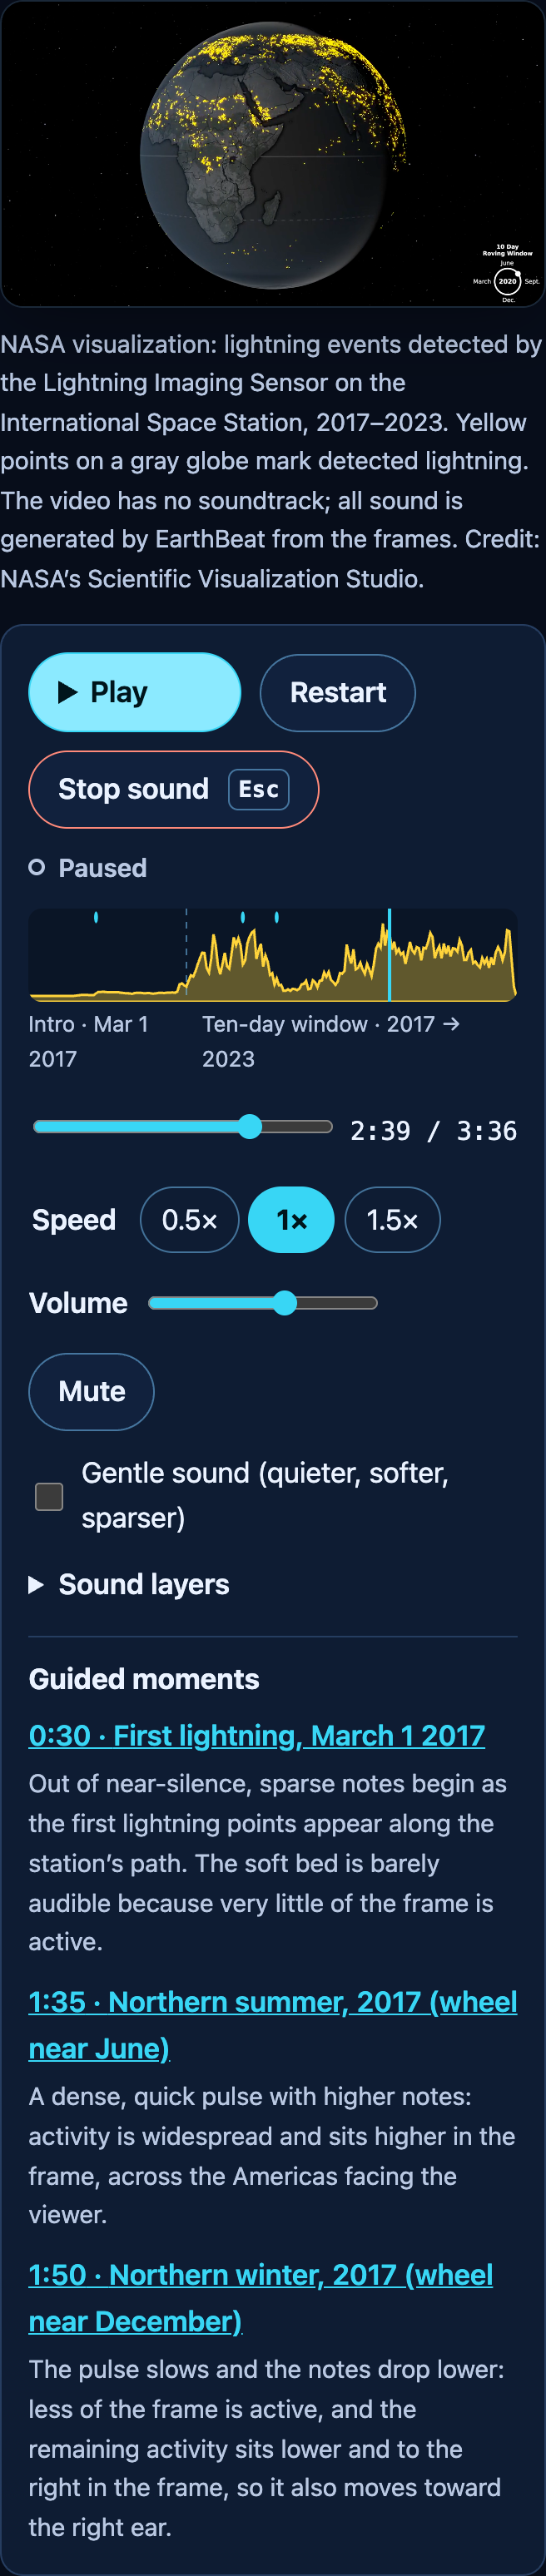 10 Day
Roving Window
June
March 2020 Sept.
Dec.
NASA visualization: lightning events detected by
the Lightning Imaging Sensor on the
International Space Station, 2017–2023. Yellow
points on a gray globe mark detected lightning.
The video has no soundtrack; all sound is
generated by EarthBeat from the frames. Credit:
NASA’s Scientific Visualization Studio.
▶ Play
Restart
Stop sound Esc
Paused
Intro · Mar 1
2017
Ten-day window · 2017 →
2023
2:39 / 3:36
Speed 0.5× 1× 1.5×
Volume
Mute
Gentle sound (quieter, softer,
sparser)
▶ Sound layers
Guided moments
0:30 · First lightning, March 1 2017
Out of near-silence, sparse notes begin as
the first lightning points appear along the
station’s path. The soft bed is barely
audible because very little of the frame is
active.
1:35 · Northern summer, 2017 (wheel
near June)
A dense, quick pulse with higher notes:
activity is widespread and sits higher in the
frame, across the Americas facing the
viewer.
1:50 · Northern winter, 2017 (wheel
near December)
The pulse slows and the notes drop lower:
less of the frame is active, and the
remaining activity sits lower and to the
right in the frame, so it also moves toward
the right ear.